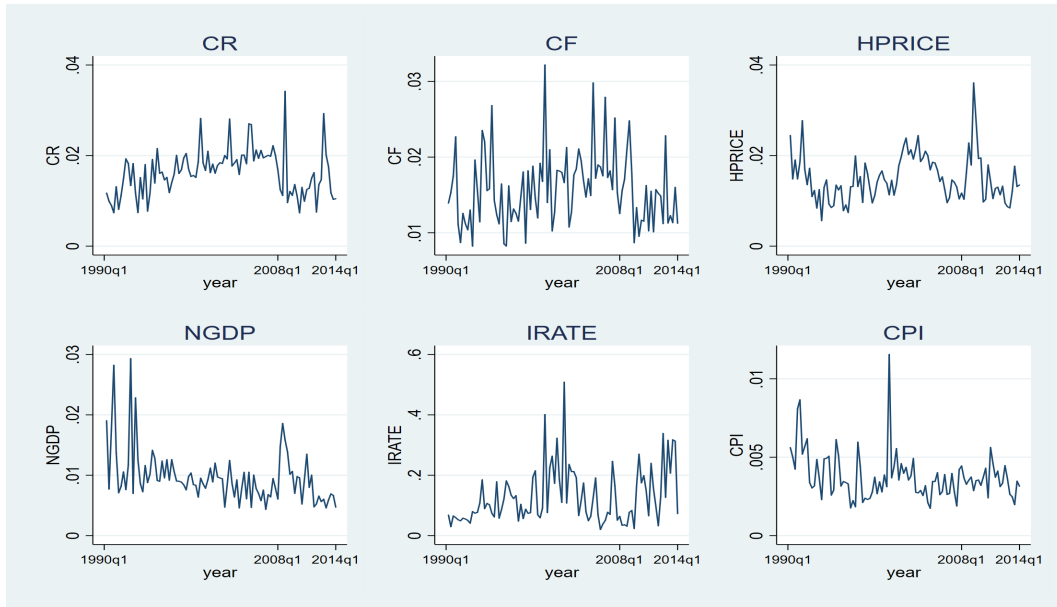 CR
.04
.02
0
CR
1990q1
2008q1
2014q1
year
CF
.03
.02
.01
CF
1990q1
2008q1
2014q1
year
HPRICE
.04
.02
0
HPRICE
1990q1
2008q1
2014q1
year
NGDP
.03
.02
.01
0
NGDP
1990q1
2008q1
2014q1
year
IRATE
.6
.4
.2
0
IRATE
1990q1
2008q1
2014q1
year
CPI
.01
.005
0
CPI
1990q1
2008q1
2014q1
year